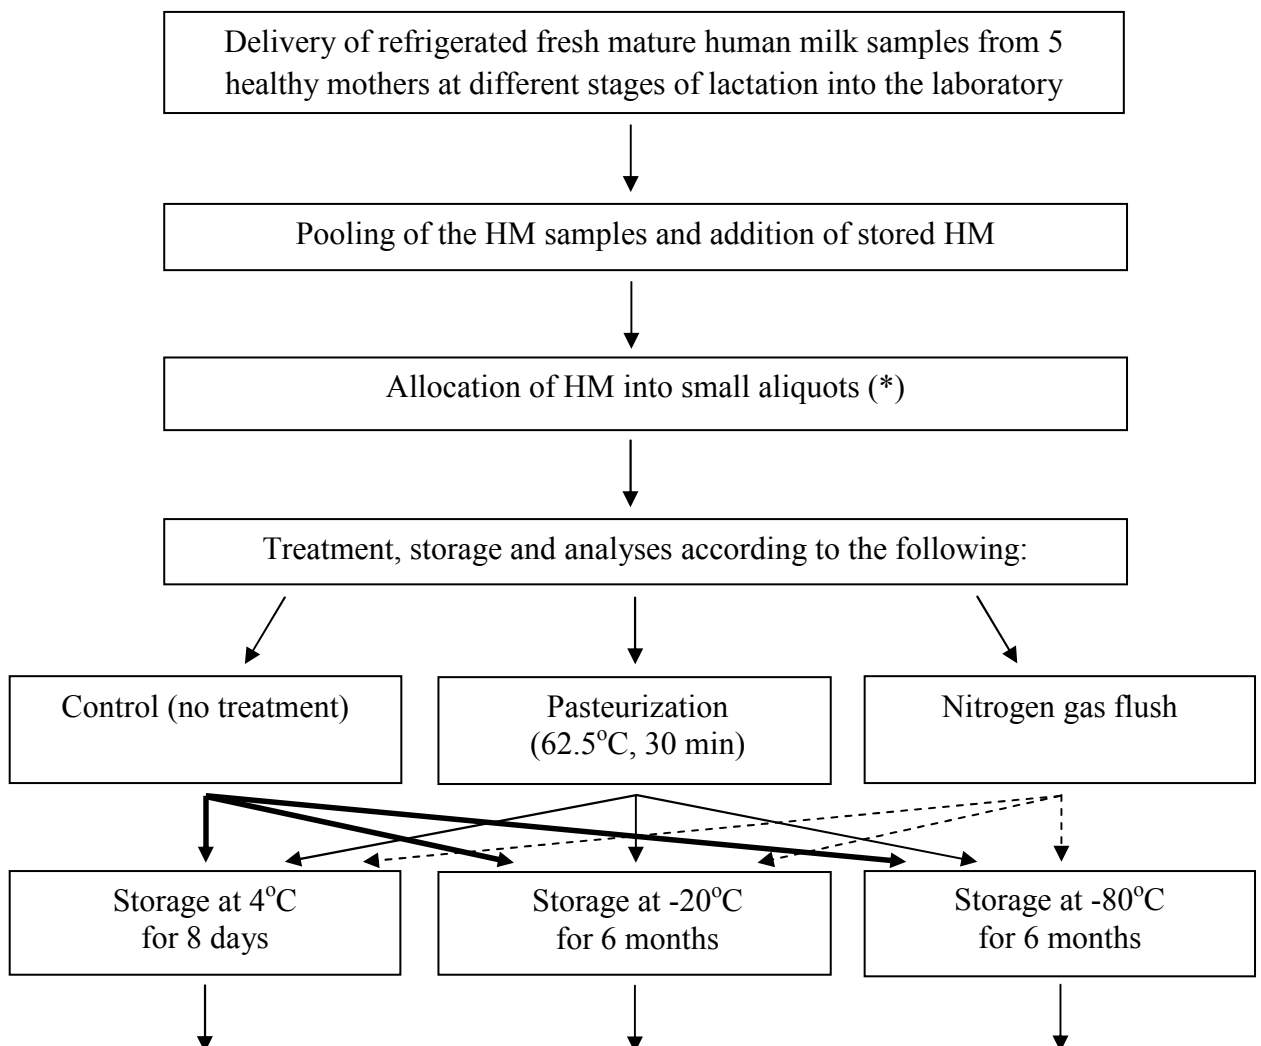 Delivery of refrigerated fresh mature human milk samples from 5
healthy mothers at different stages of lactation into the laboratory
Pooling of the HM samples and addition of stored HM
Allocation of HM into small aliquots (*)
Treatment, storage and analyses according to the following:
Control (no treatment)
Pasteurization
(62.5°C, 30 min)
Nitrogen gas flush
Storage at 4°C
for 8 days
Storage at -20°C
for 6 months
Storage at -80°C
for 6 months